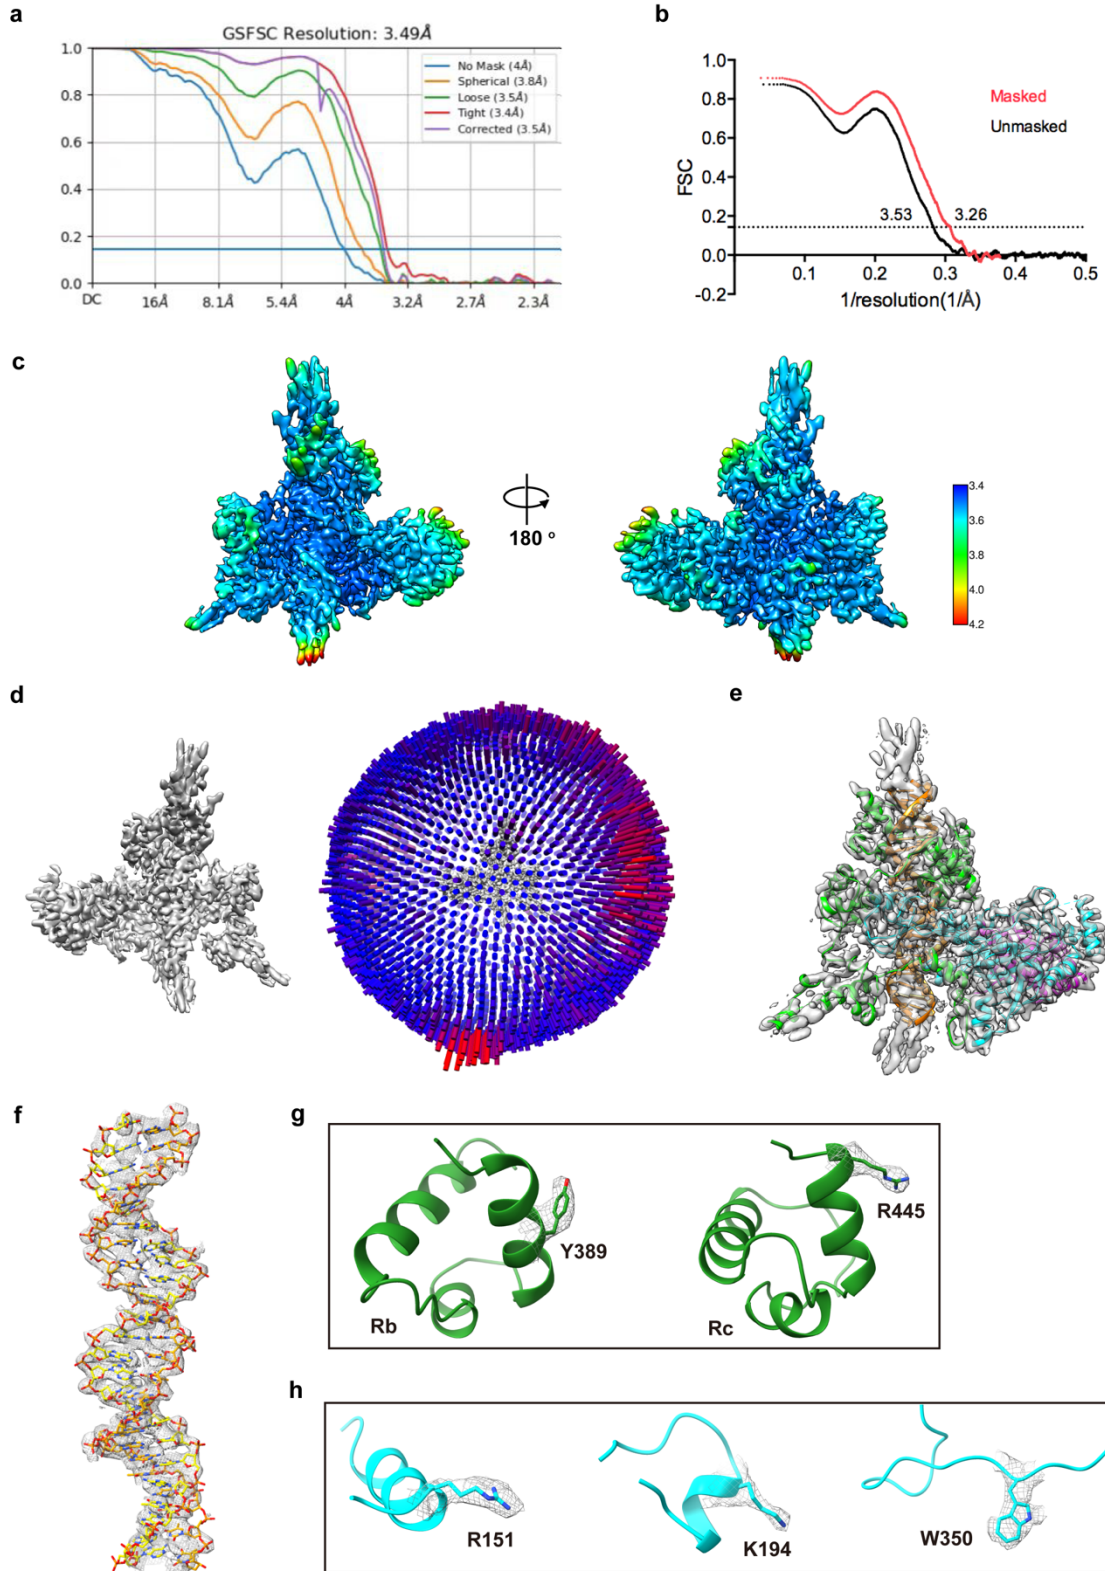 a
GSFSC Resolution: 3.49Å
1.0
0.8
0.6
0.4
0.2
0.0
DC 16Å 8.1Å 5.4Å 4Å 3.2Å 2.7Å 2.3Å
No Mask (4Å)
Spherical (3.8Å)
Loose (3.5Å)
Tight (3.4Å)
Corrected (3.5Å)
b
FSC
1.0
0.8
0.6
0.4
0.2
0.0
-0.2
Masked
Unmasked
3.53 3.26
0.1 0.2 0.3 0.4 0.5
1/resolution(1/Å)
c
180 °
3.4
3.6
3.8
4.0
4.2
d
e
f
g
Y389
Rb
R445
Rc
h
R151
K194
W350